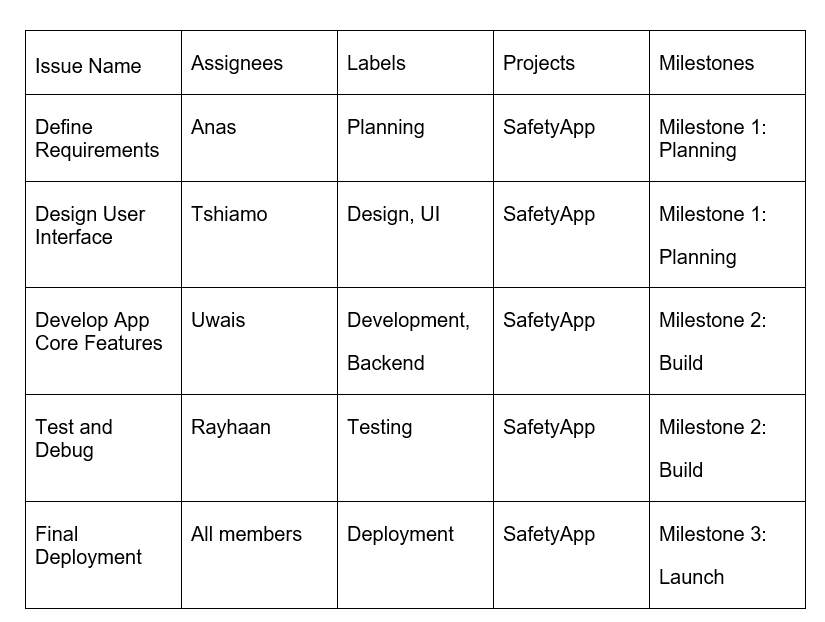 Issue Name
Assignees
Labels
Projects
Milestones
Define
Requirements
Anas
Planning
SafetyApp
Milestone 1:
Planning
Design User
Interface
Tshiamo
Design, UI
SafetyApp
Milestone 1:
Planning
Develop App
Core Features
Uwais
Development,
Backend
SafetyApp
Milestone 2:
Build
Test and
Debug
Rayhaan
Testing
SafetyApp
Milestone 2:
Build
Final
Deployment
All members
Deployment
SafetyApp
Milestone 3:
Launch